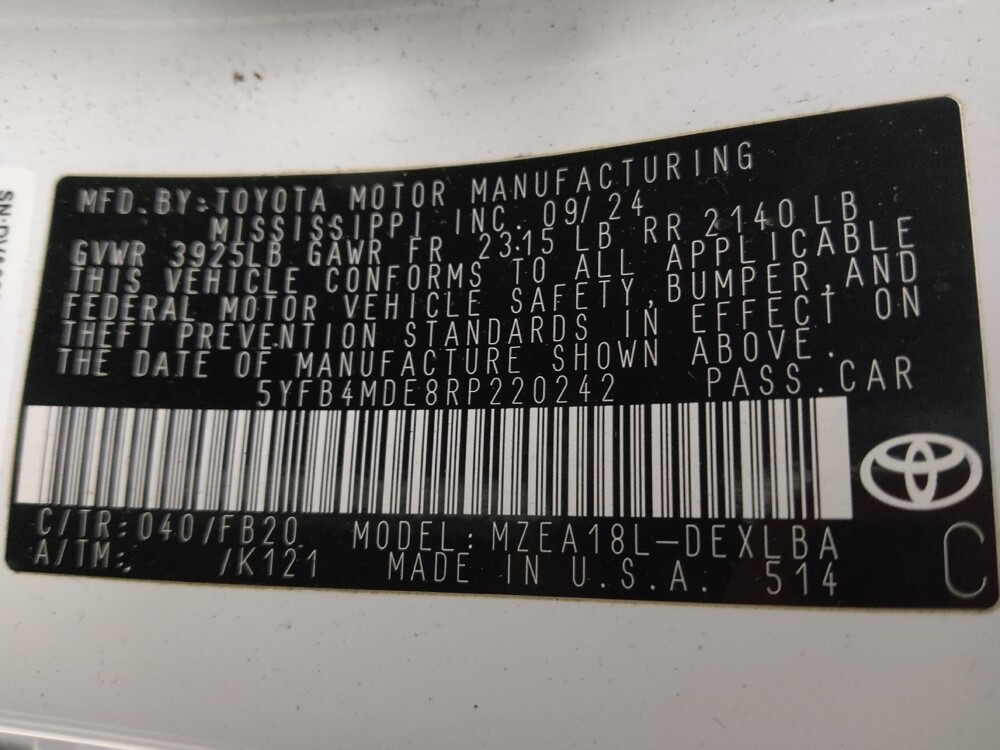 MFD. BY: TOYOTA MOTOR MANUFACTURING
MISSISSIPPI INC. 09/24
GVWR 3925LB GAWR FR 2315 LB RR 2140 LB
THIS VEHICLE CONFORMS TO ALL APPLICABLE
FEDERAL MOTOR VEHICLE SAFETY, BUMPER, AND
THEFT PREVENTION STANDARDS IN EFFECT ON
THE DATE OF MANUFACTURE SHOWN ABOVE.
5YFB4MDE8RP220242 PASS. CAR
C/TR: 040/FB20 MODEL: MZEA18L-DEXLBA
A/TM: /K121 MADE IN U.S.A. 514
C